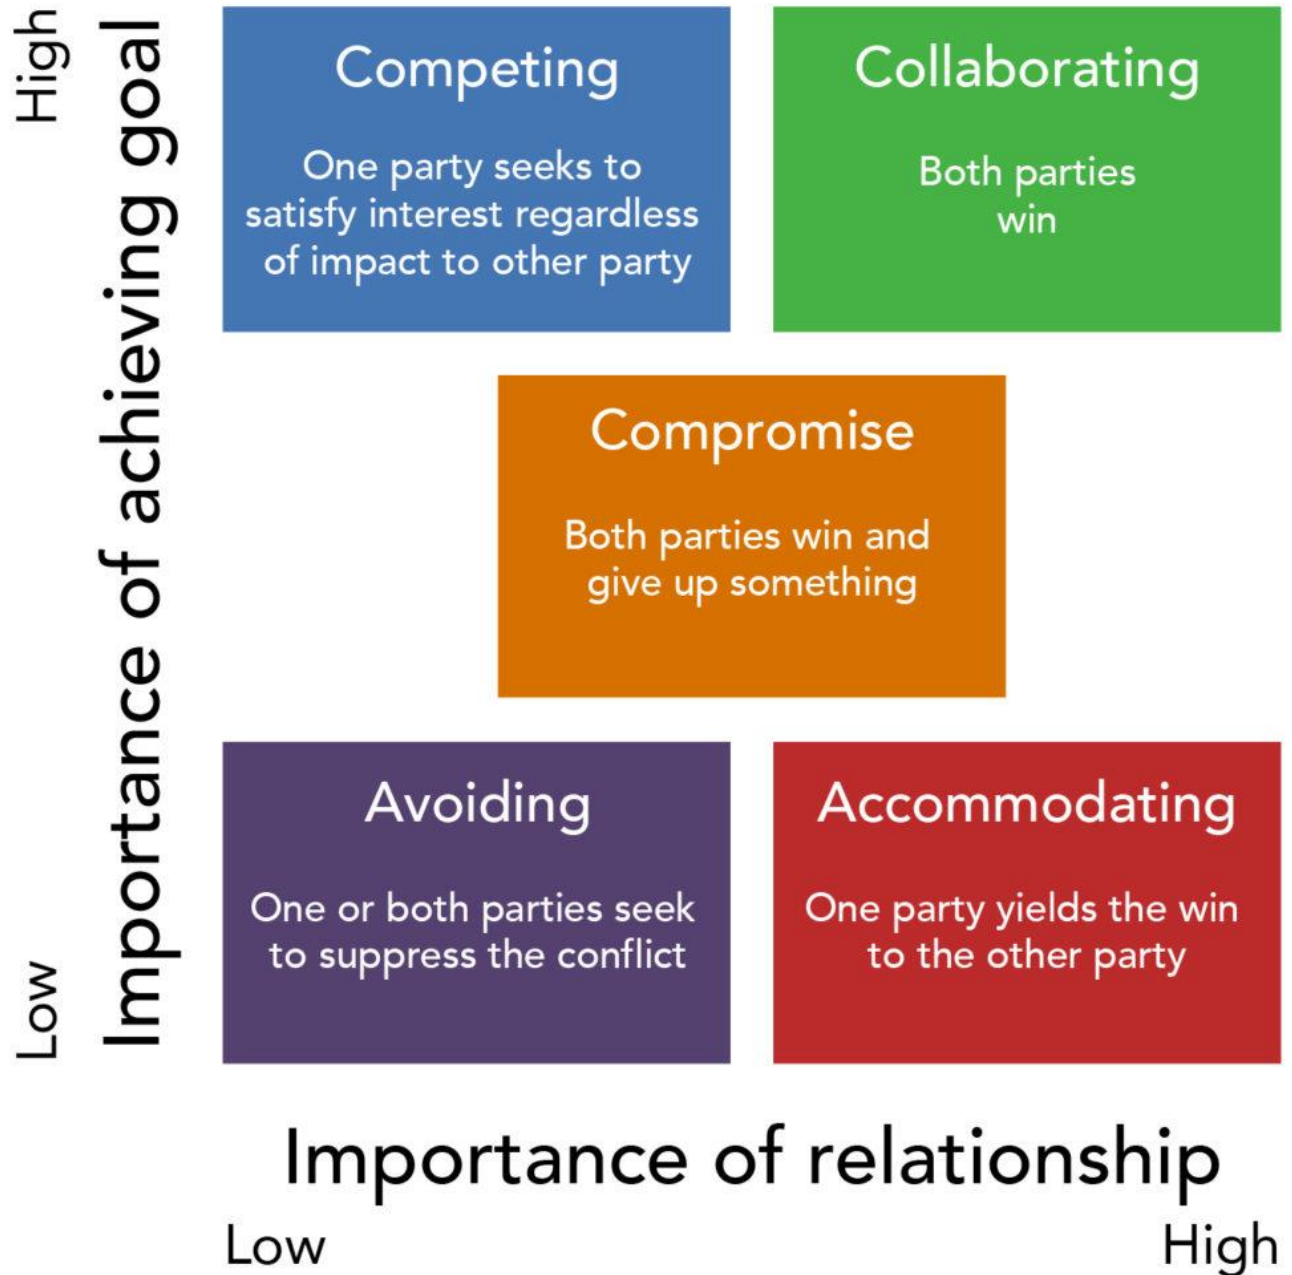 High
Importance of achieving goal
Low
Competing
One party seeks to
satisfy interest regardless
of impact to other party
Collaborating
Both parties
win
Compromise
Both parties win and
give up something
Avoiding
One or both parties seek
to suppress the conflict
Accommodating
One party yields the win
to the other party
Importance of relationship
Low
High